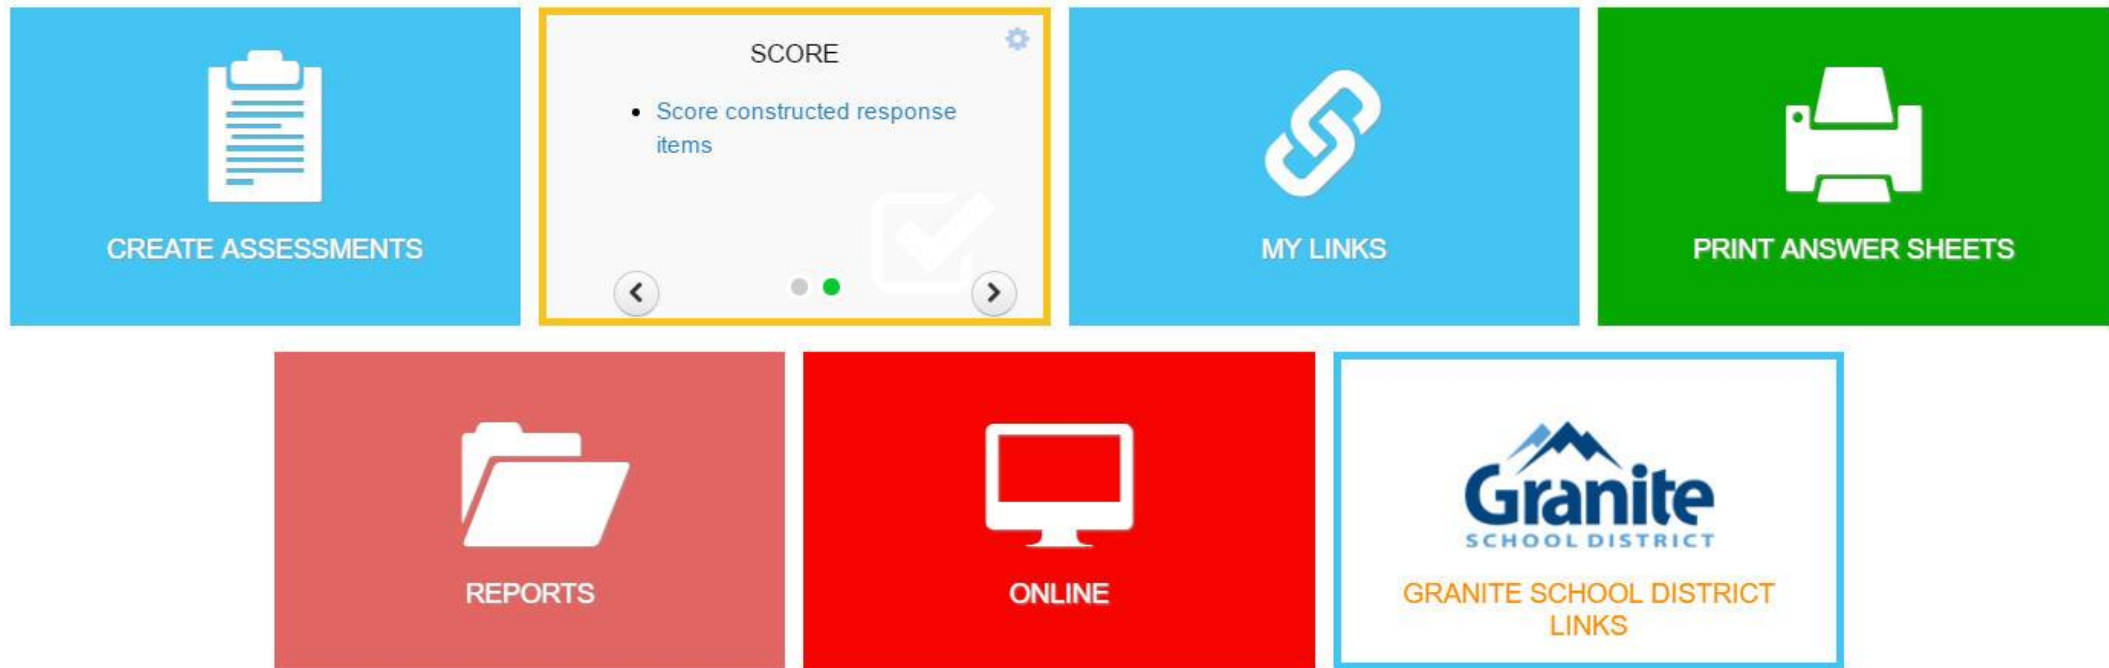 SCORE
Score constructed response
items
CREATE ASSESSMENTS
MY LINKS
PRINT ANSWER SHEETS
REPORTS
ONLINE
Granite
SCHOOL DISTRICT
GRANITE SCHOOL DISTRICT
LINKS